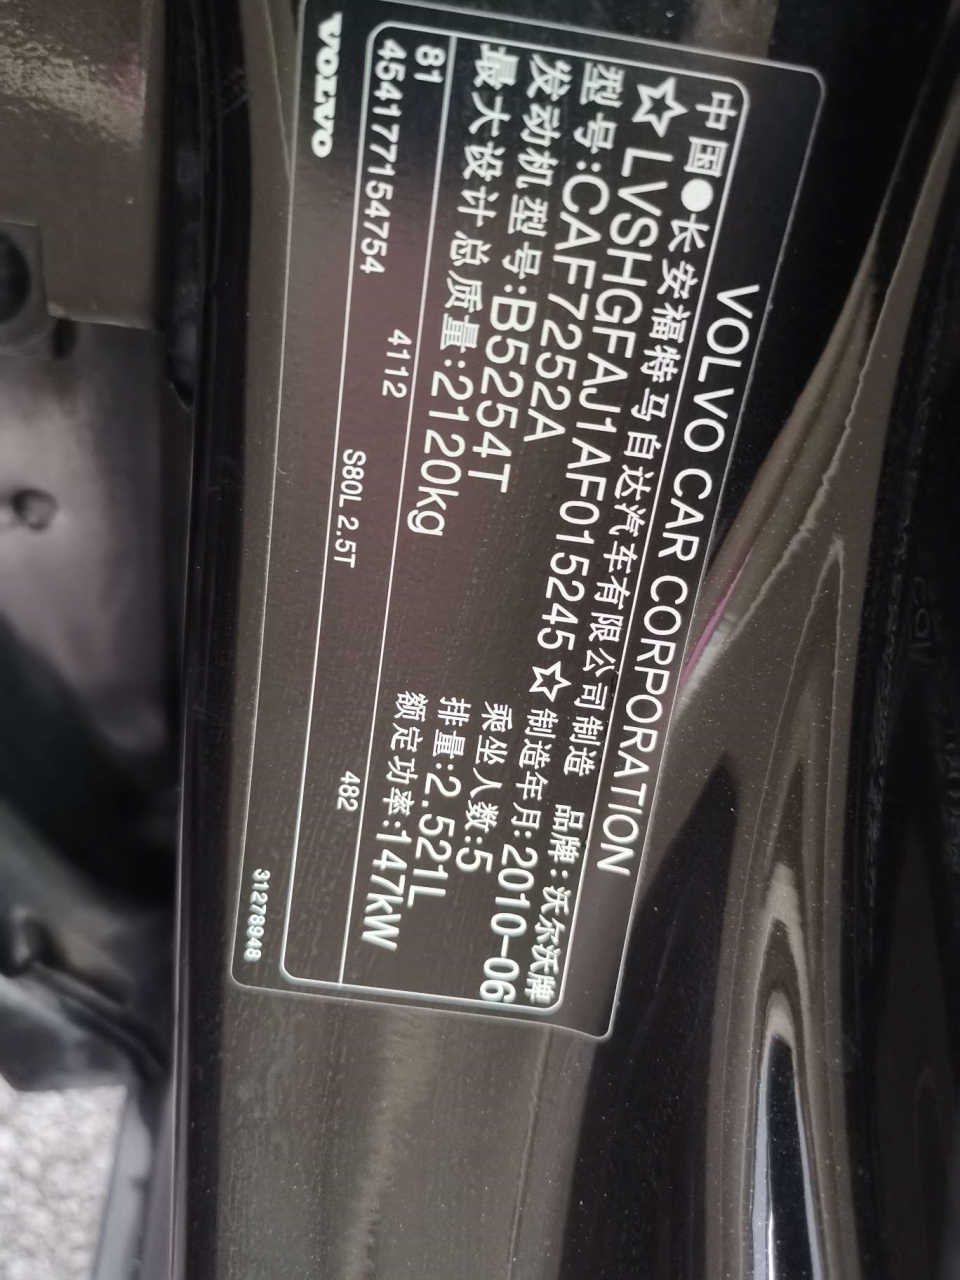 VOLVO CAR CORPORATION
中国●长安福特马自达汽车有限公司制造 品牌:沃尔沃牌
☆LVSHGFAJ1AF015245☆ 制造年月:2010-06
型号:CAF7252A 乘坐人数:5
发动机型号:B5254T 排量:2.521L
最大设计总质量:2120kg 额定功率:147kW
81 4112 482
454177154754 S80L 2.5T
VOLVO 31278948